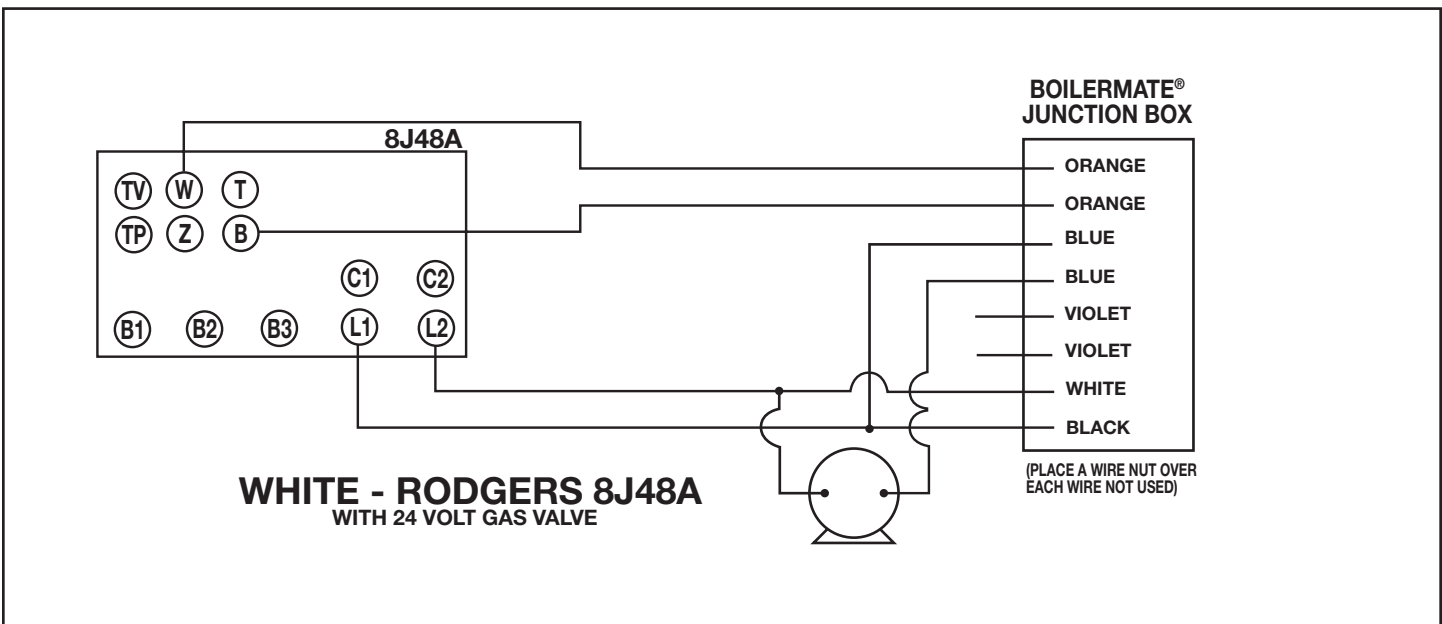 BOILERMATE®
JUNCTION BOX
8J48A
TV W T
TP Z B
C1 C2
B1 B2 B3 L1 L2
ORANGE
ORANGE
BLUE
BLUE
VIOLET
VIOLET
WHITE
BLACK
(PLACE A WIRE NUT OVER
EACH WIRE NOT USED)
WHITE - RODGERS 8J48A
WITH 24 VOLT GAS VALVE